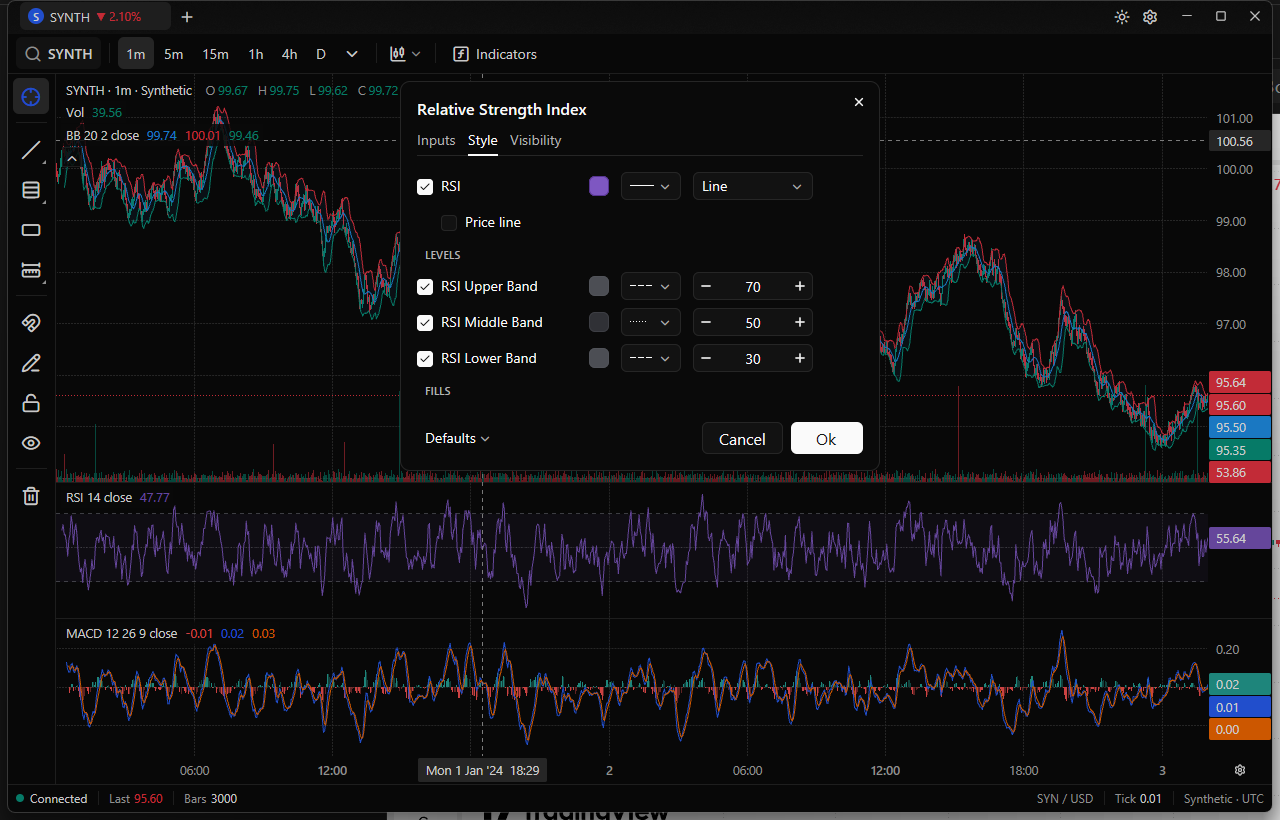 S SYNTH ▼ 2.10% +
SYNTH 1m 5m 15m 1h 4h D Indicators
SYNTH · 1m · Synthetic O 99.67 H 99.75 L 99.62 C 99.72
Vol 39.56
BB 20 2 close 99.74 100.01 99.46
Relative Strength Index
Inputs Style Visibility
RSI Line
Price line
LEVELS
RSI Upper Band 70
RSI Middle Band 50
RSI Lower Band 30
FILLS
Defaults Cancel Ok
101.00
100.56
100.00
99.00
98.00
97.00
95.64
95.60
95.50
95.35
53.86
RSI 14 close 47.77
55.64
MACD 12 26 9 close -0.01 0.02 0.03
0.20
0.02
0.01
0.00
06:00 12:00 Mon 1 Jan '24 18:29 2 06:00 12:00 18:00 3
Connected Last 95.60 Bars 3000 SYN / USD Tick 0.01 Synthetic · UTC
TradingView